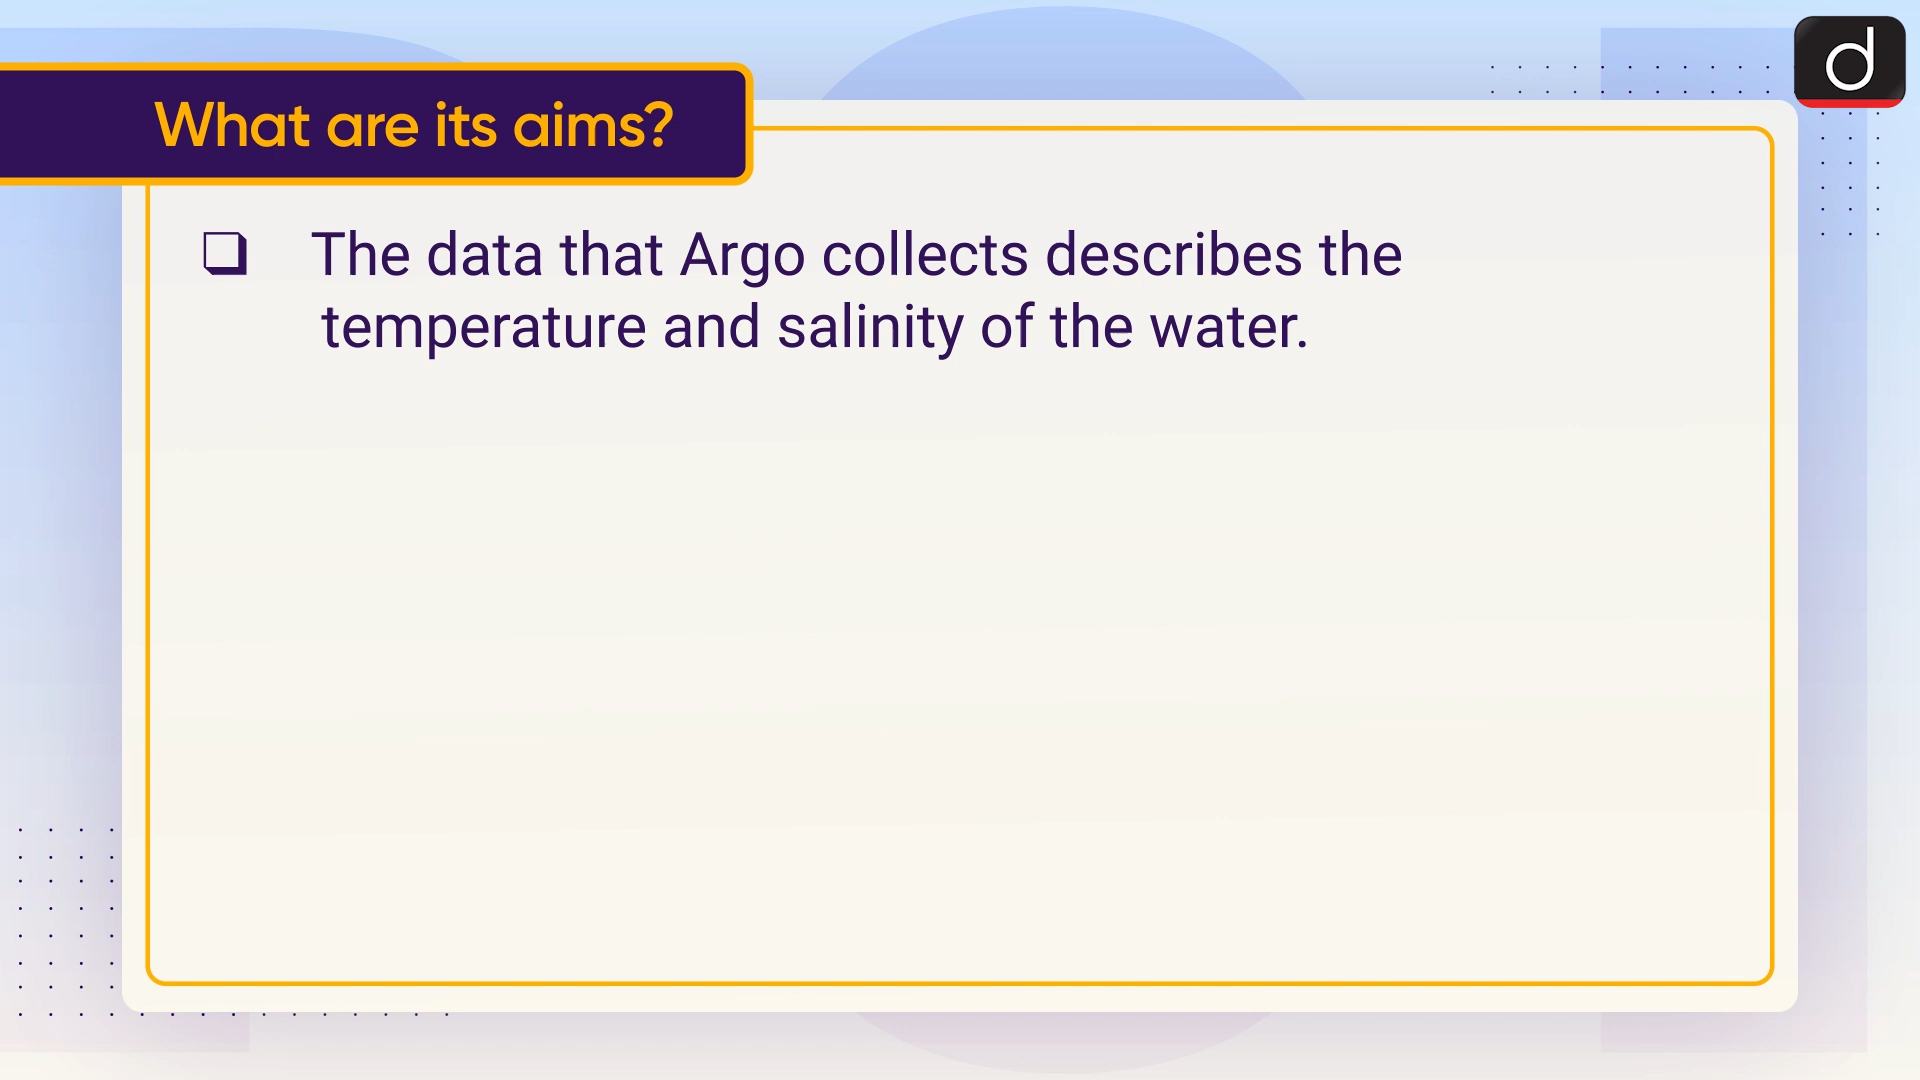 What are its aims?
❑ The data that Argo collects describes the
temperature and salinity of the water.
d